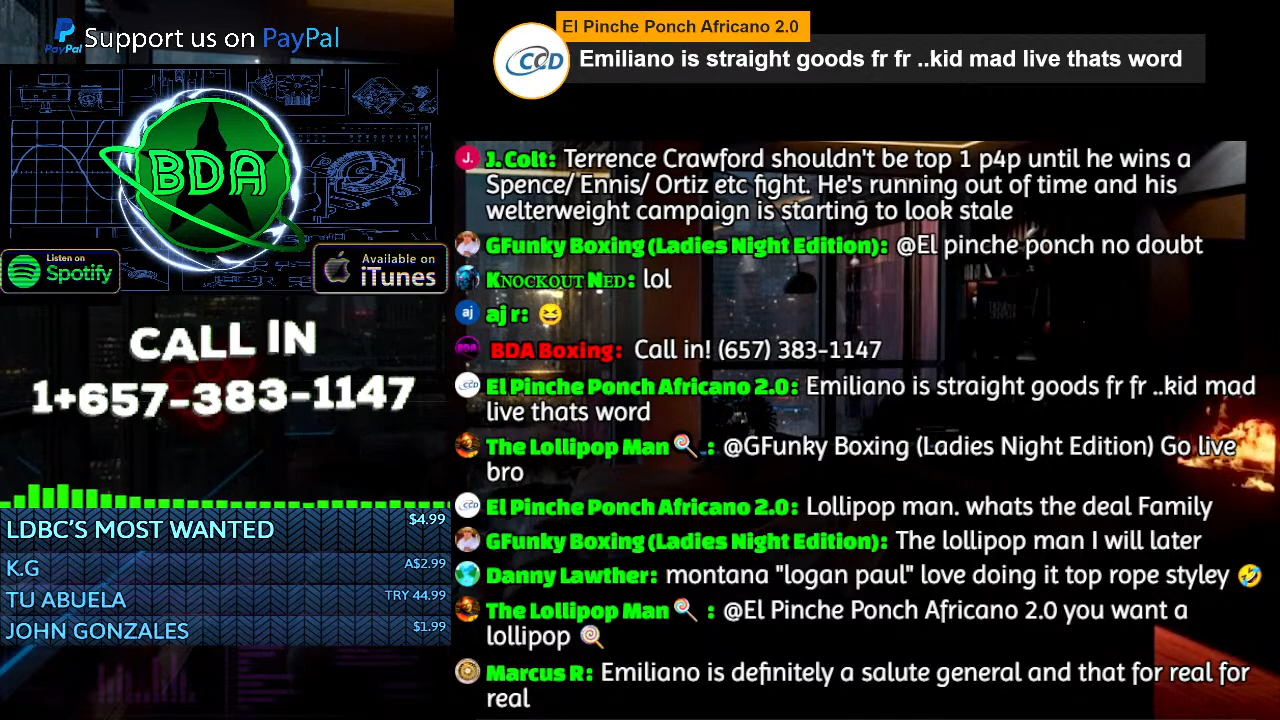 PayPal
Support us on PayPal
BDA
Listen on
Spotify
Available on
iTunes
CALL IN
1+657-383-1147
LDBC'S MOST WANTED $4.99
K.G A$2.99
TU ABUELA TRY 44.99
JOHN GONZALES $1.99
El Pinche Ponch Africano 2.0
CCD
Emiliano is straight goods fr fr ..kid mad live thats word
J. J. Colt: Terrence Crawford shouldn't be top 1 p4p until he wins a
Spence/ Ennis/ Ortiz etc fight. He's running out of time and his
welterweight campaign is starting to look stale
GFunky Boxing (Ladies Night Edition): @El pinche ponch no doubt
Knockout Ned: lol
aj aj r: 😆
BDA BDA Boxing: Call in! (657) 383-1147
CCD El Pinche Ponch Africano 2.0: Emiliano is straight goods fr fr ..kid mad
live thats word
The Lollipop Man🍭 : @GFunky Boxing (Ladies Night Edition) Go live
bro
CCD El Pinche Ponch Africano 2.0: Lollipop man. whats the deal Family
GFunky Boxing (Ladies Night Edition): The lollipop man I will later
Danny Lawther: montana "logan paul" love doing it top rope styley 🤣
The Lollipop Man🍭 : @El Pinche Ponch Africano 2.0 you want a
lollipop 🍭
Marcus R: Emiliano is definitely a salute general and that for real for
real